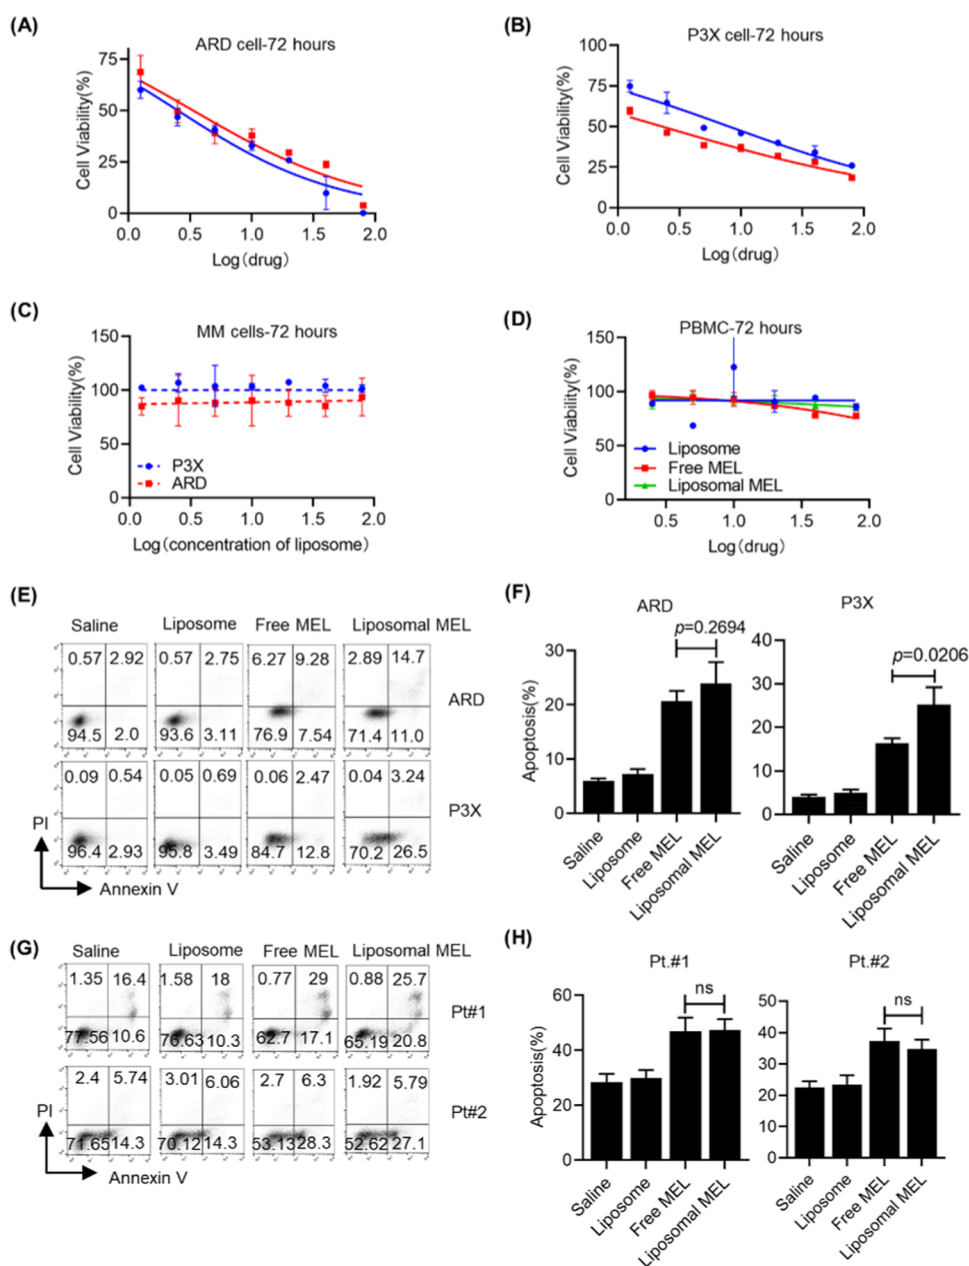 (A)
ARD cell-72 hours
Cell Viability(%)
75
50
25
0
0.0 0.5 1.0 1.5 2.0
Log(drug)
(B)
P3X cell-72 hours
Cell Viability(%)
100
75
50
25
0
0.0 0.5 1.0 1.5 2.0
Log(drug)
(C)
MM cells-72 hours
Cell Viability(%)
150
100
50
0
P3X
ARD
0.0 0.5 1.0 1.5 2.0
Log(concentration of liposome)
(D)
PBMC-72 hours
Cell Viability(%)
150
100
50
0
Liposome
Free MEL
Liposomal MEL
0.5 1.0 1.5 2.0
Log(drug)
(E)
Saline Liposome Free MEL Liposomal MEL
0.57 2.92 0.57 2.75 6.27 9.28 2.89 14.7
ARD
94.5 2.0 93.6 3.11 76.9 7.54 71.4 11.0
0.09 0.54 0.05 0.69 0.06 2.47 0.04 3.24
P3X
96.4 2.93 95.8 3.49 84.7 12.8 70.2 26.5
PI
Annexin V
(F)
ARD
p=0.2694
Apoptosis(%)
30
20
10
0
Saline
Liposome
Free MEL
Liposomal MEL
P3X
p=0.0206
40
30
20
10
0
Saline
Liposome
Free MEL
Liposomal MEL
(G)
Saline Liposome Free MEL Liposomal MEL
1.35 16.4 1.58 18 0.77 29 0.88 25.7
Pt#1
77.56 10.6 76.63 10.3 62.7 17.1 65.19 20.8
2.4 5.74 3.01 6.06 2.7 6.3 1.92 5.79
Pt#2
71.65 14.3 70.12 14.3 53.13 28.3 52.62 27.1
PI
Annexin V
(H)
Pt.#1
ns
Apoptosis(%)
60
40
20
0
Saline
Liposome
Free MEL
Liposomal MEL
Pt.#2
ns
50
40
30
20
10
0
Saline
Liposome
Free MEL
Liposomal MEL